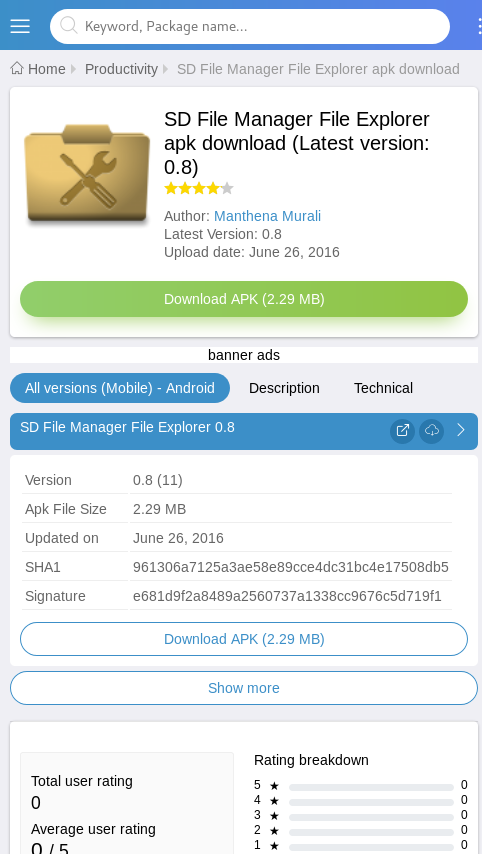 Keyword, Package name...
Home Productivity SD File Manager File Explorer apk download
SD File Manager File Explorer
apk download (Latest version:
0.8)
Author: Manthena Murali
Latest Version: 0.8
Upload date: June 26, 2016
Download APK (2.29 MB)
banner ads
All versions (Mobile) - Android Description Technical
SD File Manager File Explorer 0.8
Version 0.8 (11)
Apk File Size 2.29 MB
Updated on June 26, 2016
SHA1 961306a7125a3ae58e89cce4dc31bc4e17508db5
Signature e681d9f2a8489a2560737a1338cc9676c5d719f1
Download APK (2.29 MB)
Show more
Total user rating
0
Average user rating
0 / 5
Rating breakdown
5 ★ 0
4 ★ 0
3 ★ 0
2 ★ 0
1 ★ 0